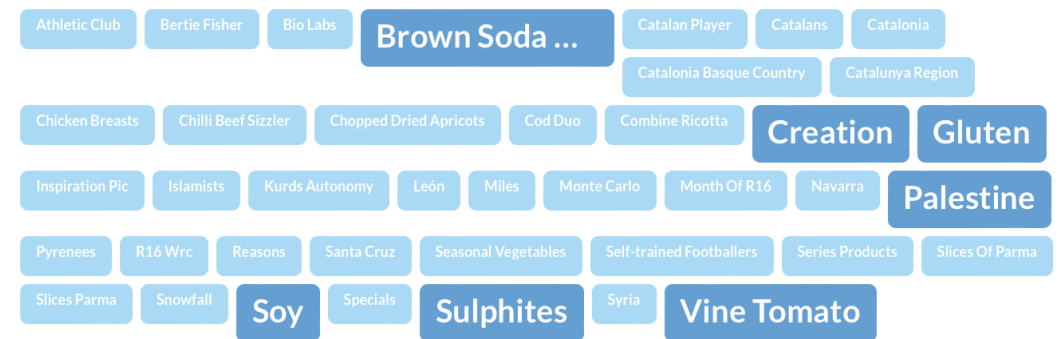 Athletic Club Bertie Fisher Bio Labs Brown Soda ... Catalan Player Catalans Catalonia
Catalonia Basque Country Catalunya Region
Chicken Breasts Chilli Beef Sizzler Chopped Dried Apricots Cod Duo Combine Ricotta Creation Gluten
Inspiration Pic Islamists Kurds Autonomy León Miles Monte Carlo Month Of R16 Navarra Palestine
Pyrenees R16 Wrc Reasons Santa Cruz Seasonal Vegetables Self-trained Footballers Series Products Slices Of Parma
Slices Parma Snowfall Soy Specials Sulphites Syria Vine Tomato